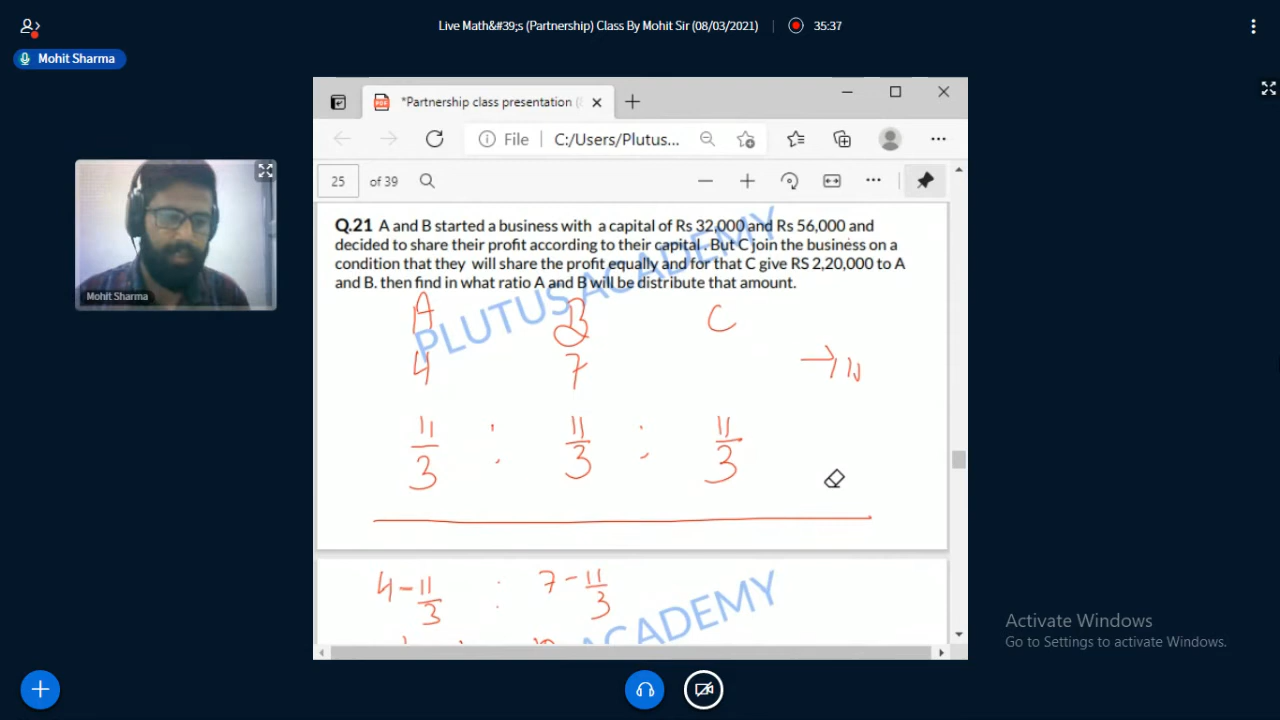 Live Math&#39;s (Partnership) Class By Mohit Sir (08/03/2021) | 35:37
Mohit Sharma
*Partnership class presentation (
File | C:/Users/Plutus...
25 of 39
Q.21 A and B started a business with a capital of Rs 32,000 and Rs 56,000 and
decided to share their profit according to their capital . But C join the business on a
condition that they will share the profit equally and for that C give RS 2,20,000 to A
and B. then find in what ratio A and B will be distribute that amount.
PLUTUS ACADEMY
A B C
4 7 → 11
11/3 : 11/3 : 11/3
4 - 11/3 : 7 - 11/3
ACADEMY
Mohit Sharma
Activate Windows
Go to Settings to activate Windows.